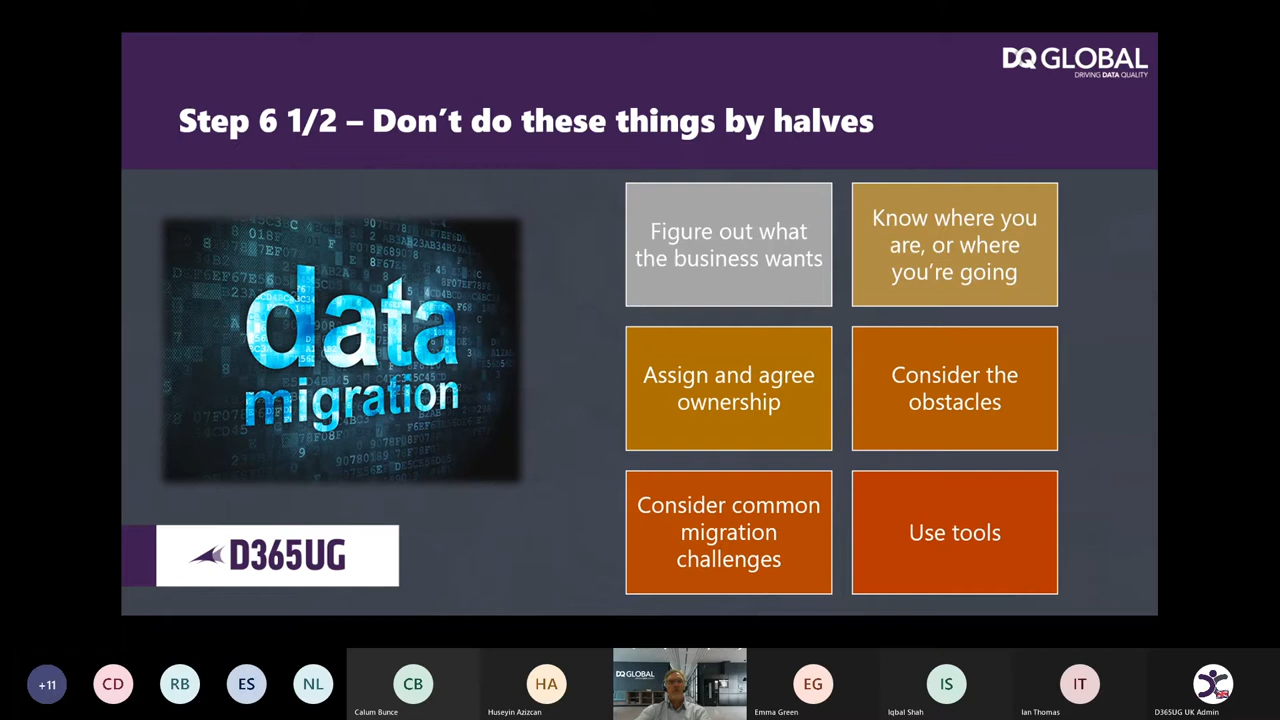 DQ GLOBAL
DRIVING DATA QUALITY
Step 6 1/2 – Don't do these things by halves
Figure out what
the business wants
Know where you
are, or where
you're going
data
migration
Assign and agree
ownership
Consider the
obstacles
Consider common
migration
challenges
Use tools
D365UG
+11
CD
RB
ES
NL
CB
Calum Bunce
HA
Huseyin Azizcan
DQ GLOBAL
EG
Emma Green
IS
Iqbal Shah
IT
Ian Thomas
D365UG UK Admin